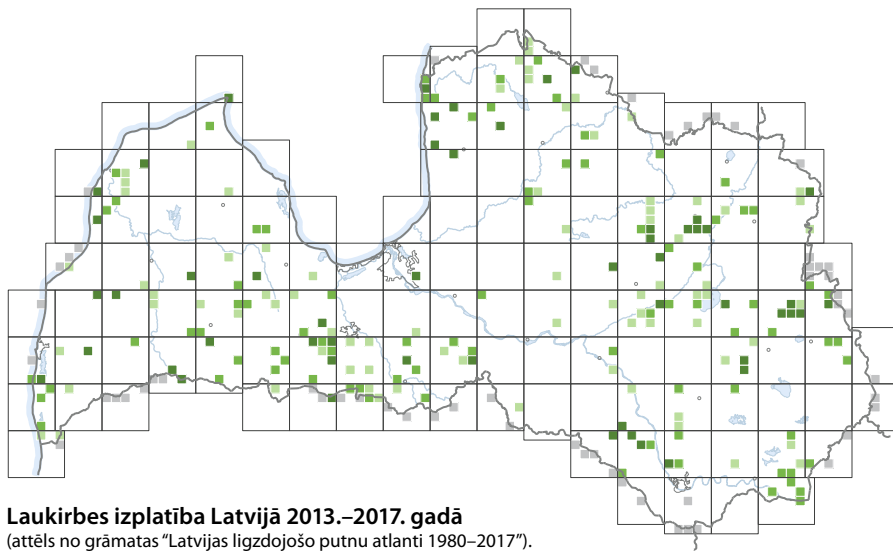 Laukirbes izplatība Latvijā 2013.–2017. gadā
(attēls no grāmatas “Latvijas ligzdojošo putnu atlanti 1980–2017”).